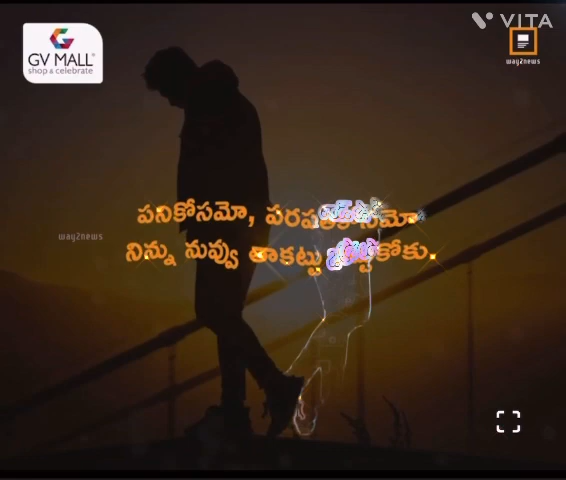 GV MALL
shop & celebrate
VITA
way2news
పనికోసమో,
way2news
నిన్ను నువ్వు తాకట్టు